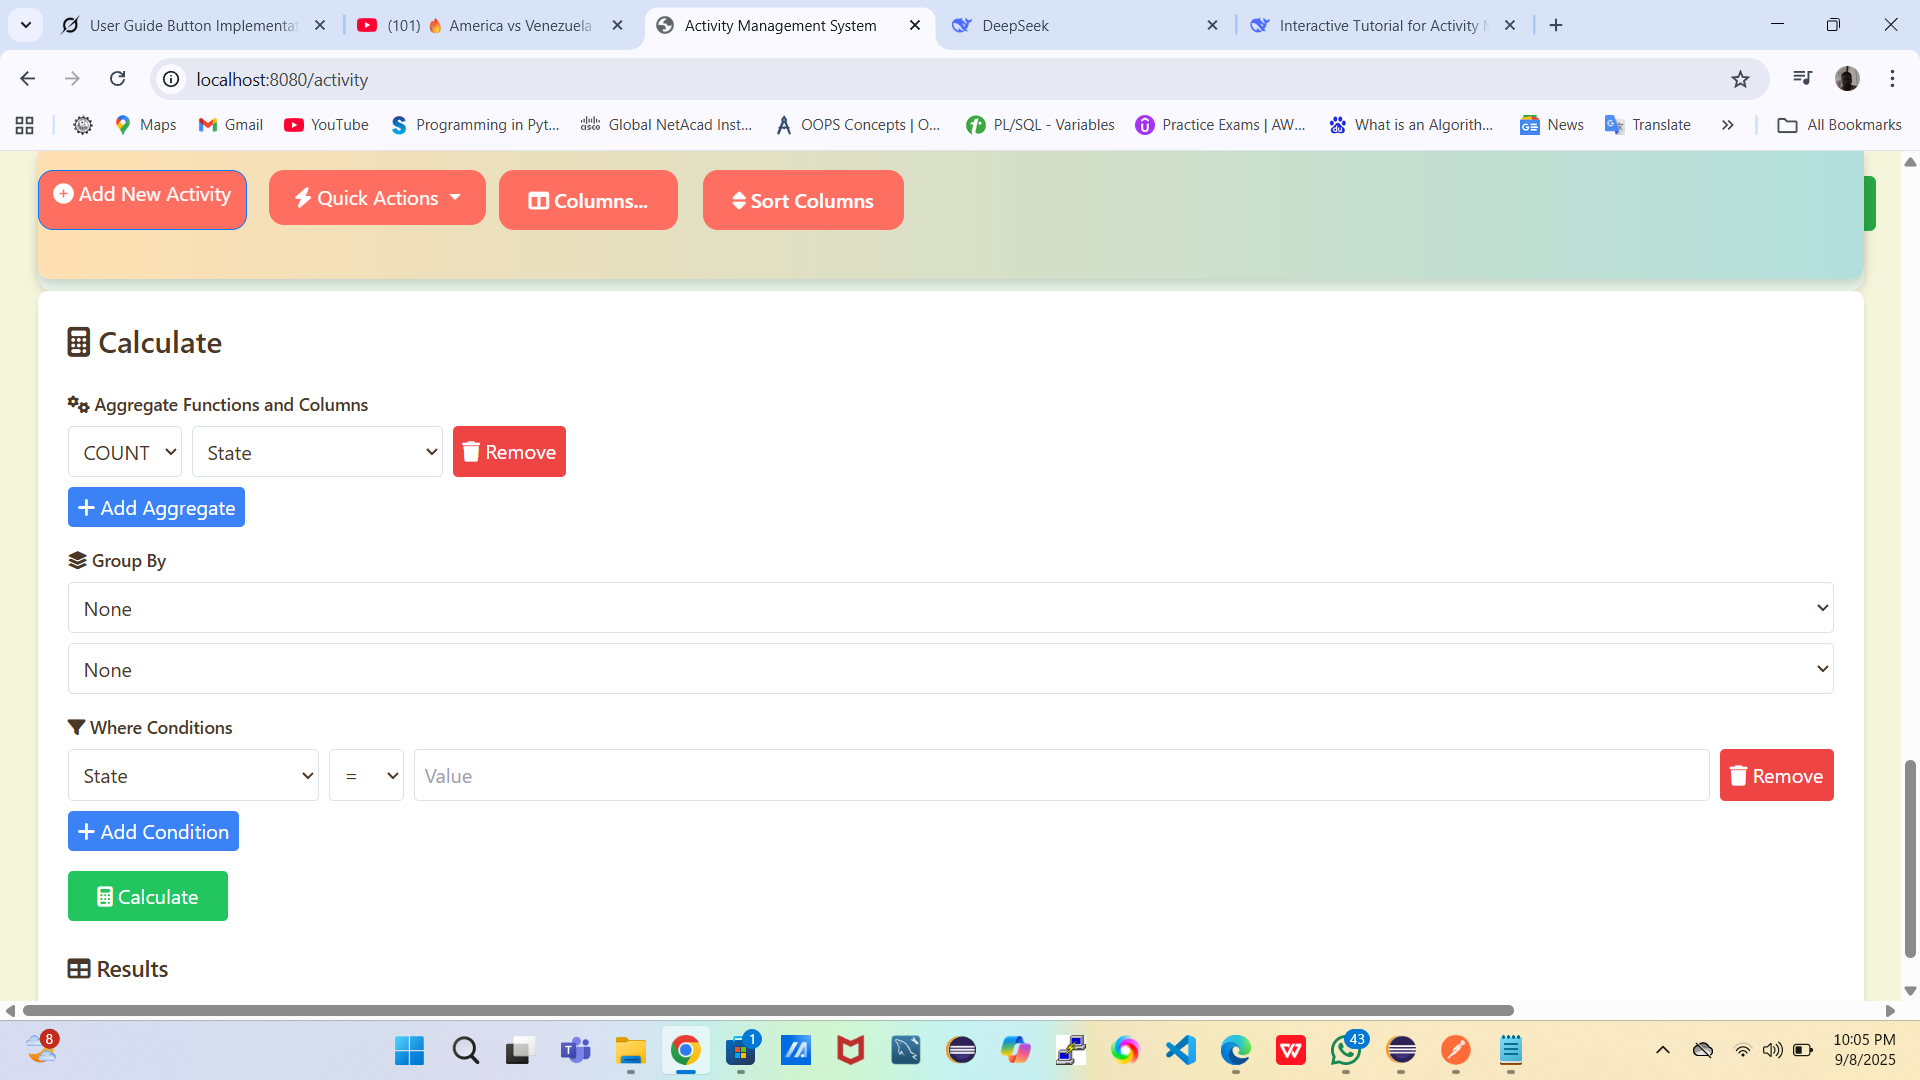 User Guide Button Implementat
(101) 🔥 America vs Venezuela
Activity Management System
DeepSeek
Interactive Tutorial for Activity M
localhost:8080/activity
Maps
Gmail
YouTube
Programming in Pyt...
Global NetAcad Inst...
OOPS Concepts | O...
PL/SQL - Variables
Practice Exams | AW...
What is an Algorith...
News
Translate
All Bookmarks
Add New Activity
Quick Actions
Columns...
Sort Columns
Calculate
Aggregate Functions and Columns
COUNT
State
Remove
Add Aggregate
Group By
None
None
Where Conditions
State
=
Value
Remove
Add Condition
Calculate
Results
8
1
43
10:05 PM
9/8/2025